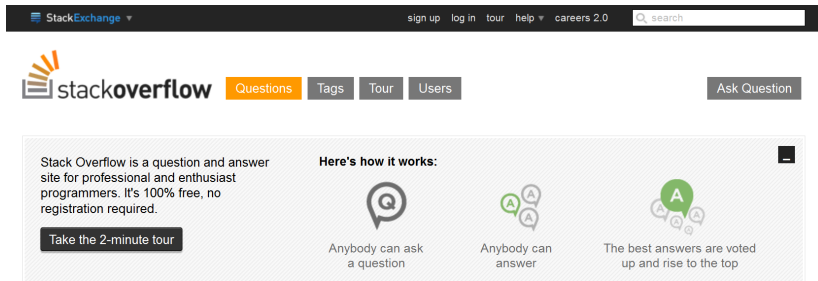 StackExchange sign up log in tour help careers 2.0 search
stackoverflow Questions Tags Tour Users Ask Question
Stack Overflow is a question and answer
site for professional and enthusiast
programmers. It's 100% free, no
registration required.
Take the 2-minute tour
Here's how it works:
Q
Anybody can ask
a question
A A A
Anybody can
answer
A A A A A
The best answers are voted
up and rise to the top